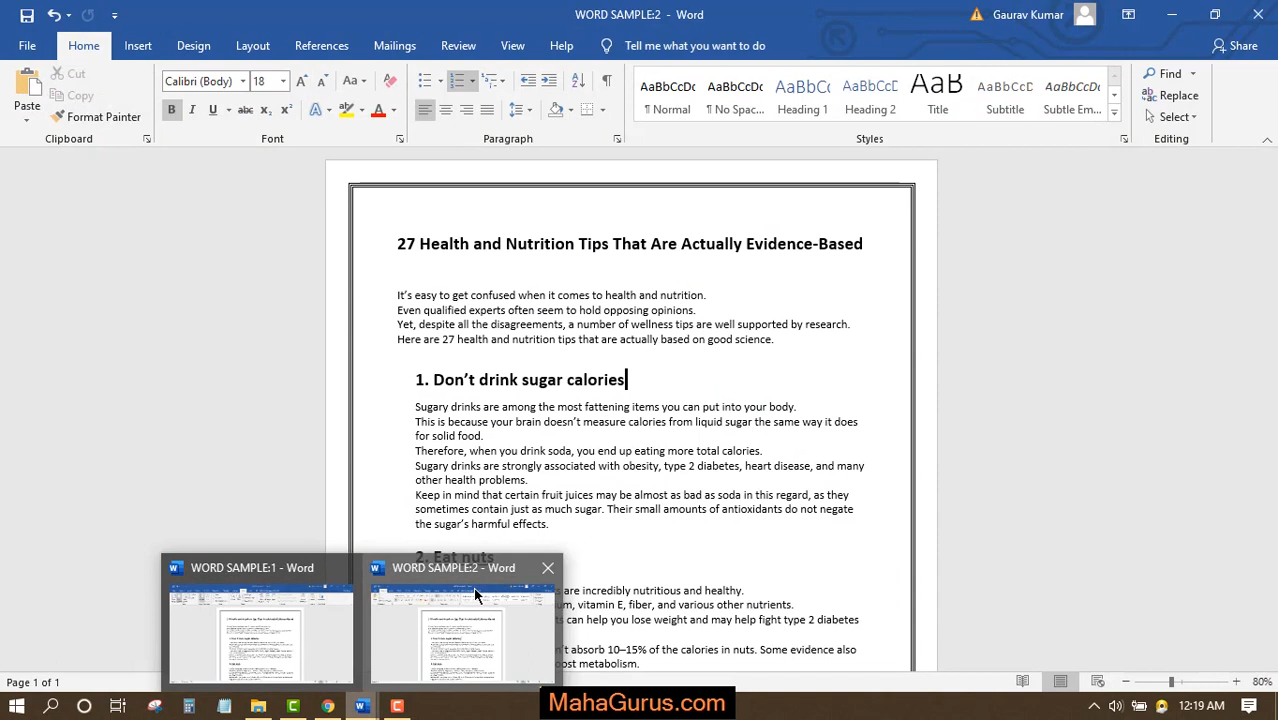 WORD SAMPLE:2 - Word
Gaurav Kumar
File Home Insert Design Layout References Mailings Review View Help Tell me what you want to do Share
Paste
Cut
Copy
Format Painter
Clipboard
Calibri (Body) 18
Font
Paragraph
AaBbCcDc AaBbCcDc AaBbCc AaBbCcC AaB AaBbCcC AaBbCcDc
¶ Normal ¶ No Spac... Heading 1 Heading 2 Title Subtitle Subtle Em...
Styles
Find
Replace
Select
Editing
27 Health and Nutrition Tips That Are Actually Evidence-Based
It’s easy to get confused when it comes to health and nutrition.
Even qualified experts often seem to hold opposing opinions.
Yet, despite all the disagreements, a number of wellness tips are well supported by research.
Here are 27 health and nutrition tips that are actually based on good science.
1. Don’t drink sugar calories
Sugary drinks are among the most fattening items you can put into your body.
This is because your brain doesn’t measure calories from liquid sugar the same way it does
for solid food.
Therefore, when you drink soda, you end up eating more total calories.
Sugary drinks are strongly associated with obesity, type 2 diabetes, heart disease, and many
other health problems.
Keep in mind that certain fruit juices may be almost as bad as soda in this regard, as they
sometimes contain just as much sugar. Their small amounts of antioxidants do not negate
the sugar’s harmful effects.
2. Eat nuts
are incredibly nutritious and healthy.
vitamin E, fiber, and various other nutrients.
can help you lose weight and may help fight type 2 diabetes
absorb 10–15% of the calories in nuts. Some evidence also
metabolism.
WORD SAMPLE:1 - Word
WORD SAMPLE:2 - Word
Page 1 of 1
80%
MahaGurus.com
12:19 AM